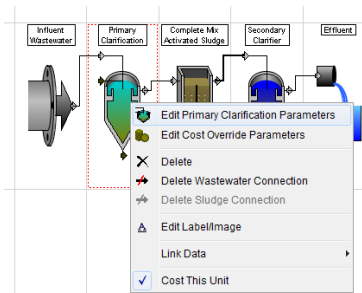 Influent
Wastewater
Primary
Clarification
Complete Mix
Activated Sludge
Secondary
Clarifier
Effluent
Edit Primary Clarification Parameters
Edit Cost Override Parameters
Delete
Delete Wastewater Connection
Delete Sludge Connection
A Edit Label/Image
Link Data
Cost This Unit